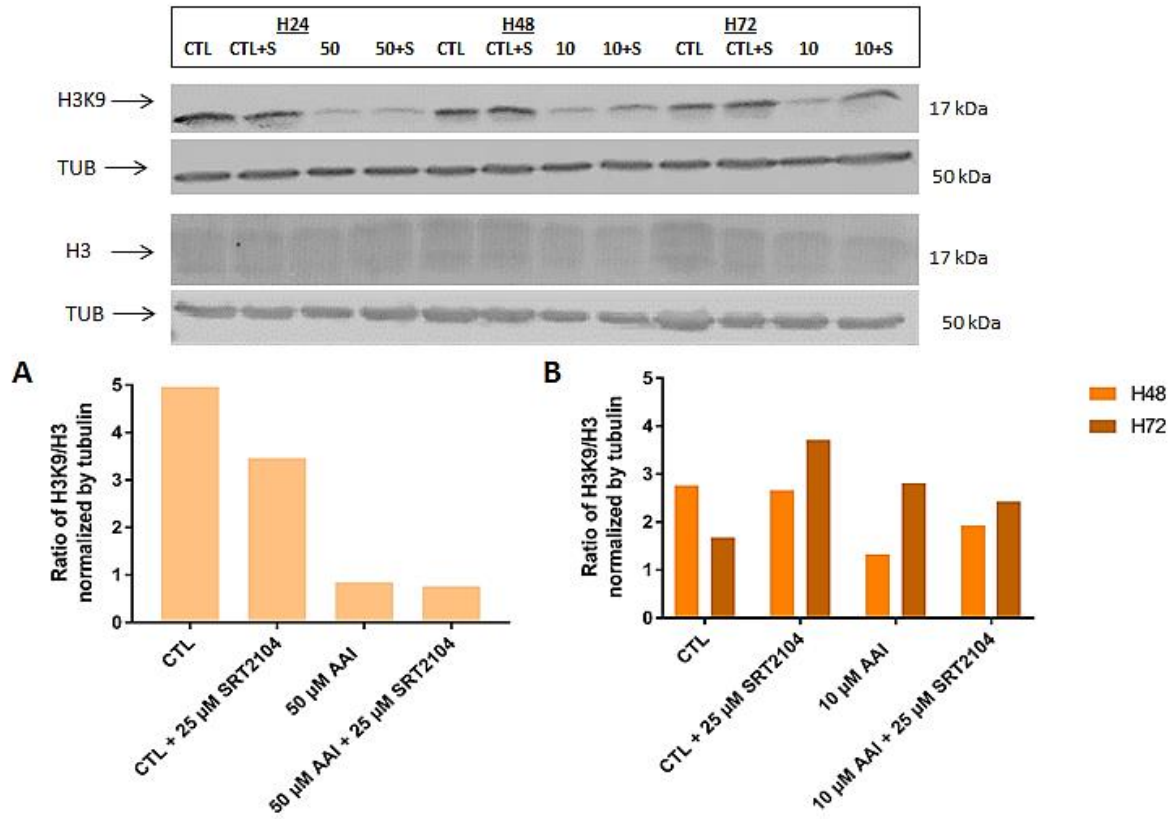 H24 H48 H72
CTL CTL+S 50 50+S CTL CTL+S 10 10+S CTL CTL+S 10 10+S
H3K9 17 kDa
TUB 50 kDa
H3 17 kDa
TUB 50 kDa
A
Ratio of H3K9/H3
normalized by tubulin
5
4
3
2
1
0
CTL
CTL + 25 µM SRT2104
50 µM AAI
50 µM AAI + 25 µM SRT2104
B
Ratio of H3K9/H3
normalized by tubulin
5
4
3
2
1
0
CTL
CTL + 25 µM SRT2104
10 µM AAI
10 µM AAI + 25 µM SRT2104
H48
H72